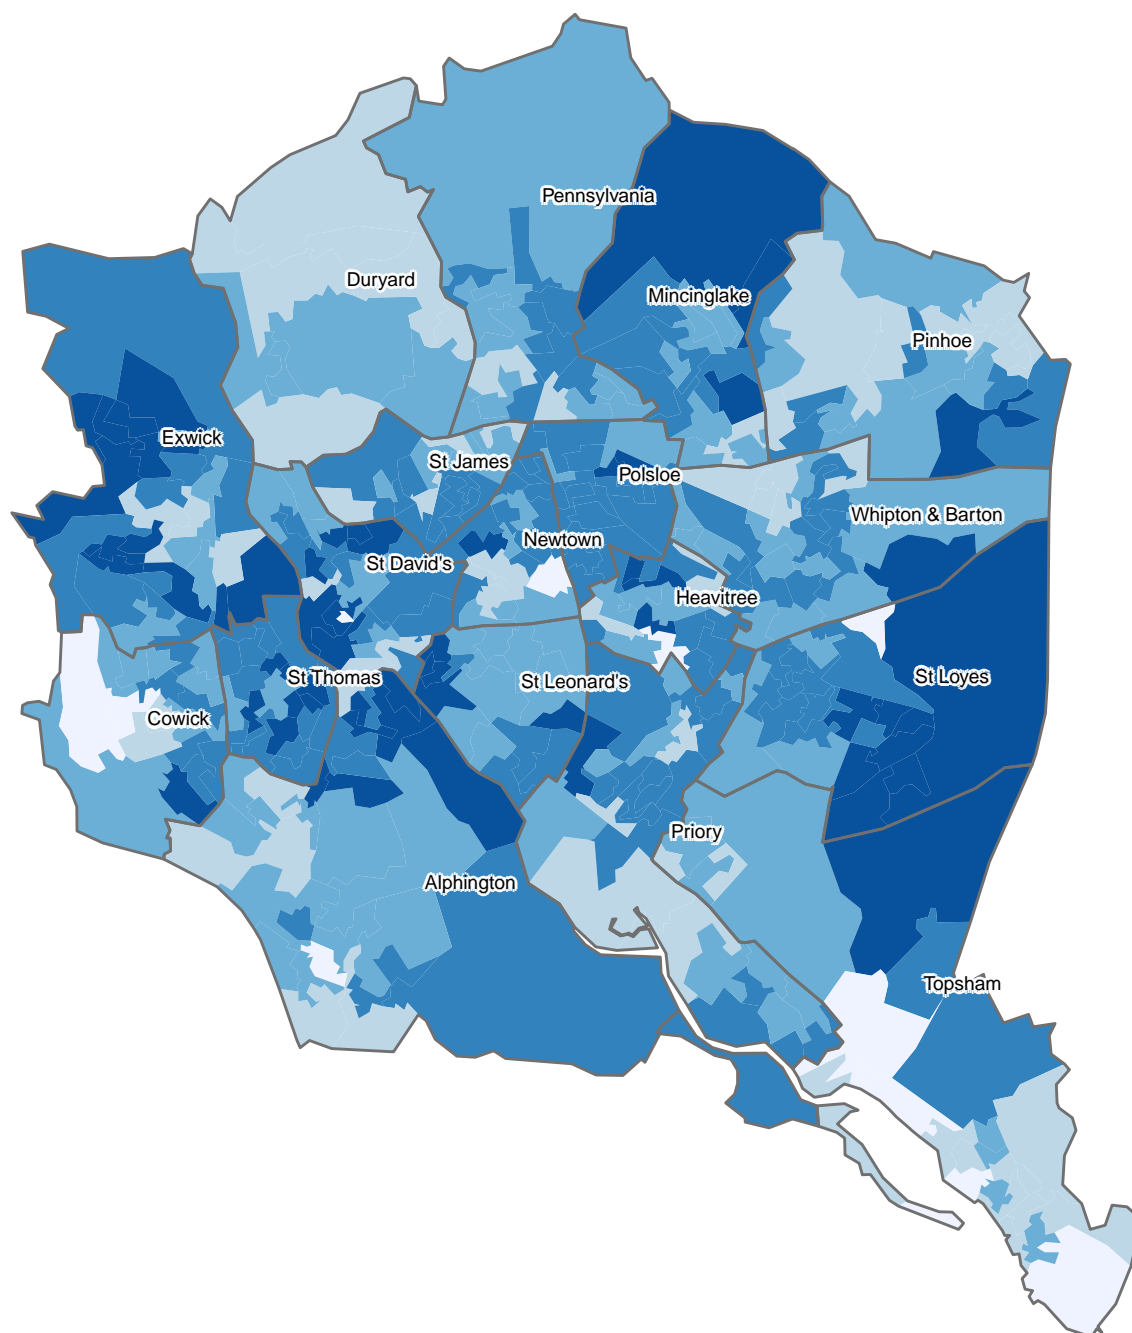 Pennsylvania
Duryard
Mincinglake
Pinhoe
Exwick
St James
Polsloe
Whipton & Barton
Newtown
St David's
Heavitree
St Thomas
St Leonard's
St Loyes
Cowick
Priory
Alphington
Topsham